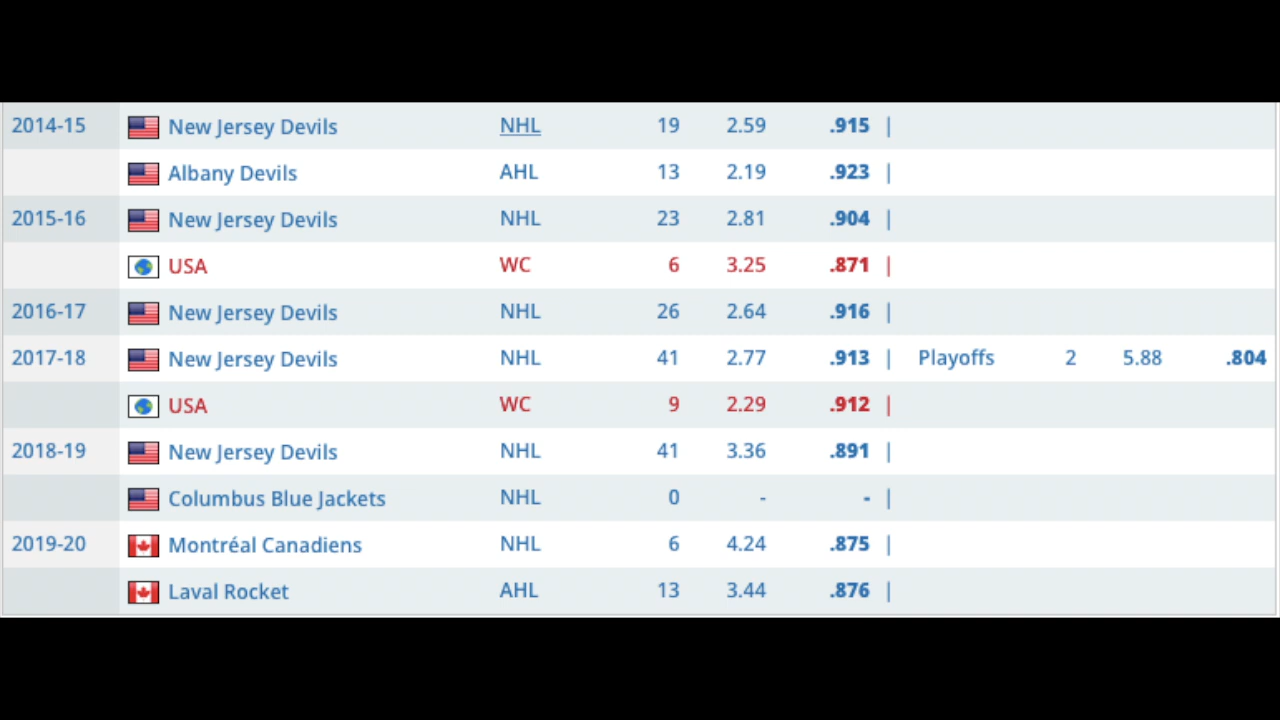 2014-15 New Jersey Devils NHL 19 2.59 .915 |
Albany Devils AHL 13 2.19 .923 |
2015-16 New Jersey Devils NHL 23 2.81 .904 |
USA WC 6 3.25 .871 |
2016-17 New Jersey Devils NHL 26 2.64 .916 |
2017-18 New Jersey Devils NHL 41 2.77 .913 | Playoffs 2 5.88 .804
USA WC 9 2.29 .912 |
2018-19 New Jersey Devils NHL 41 3.36 .891 |
Columbus Blue Jackets NHL 0 - - |
2019-20 Montréal Canadiens NHL 6 4.24 .875 |
Laval Rocket AHL 13 3.44 .876 |